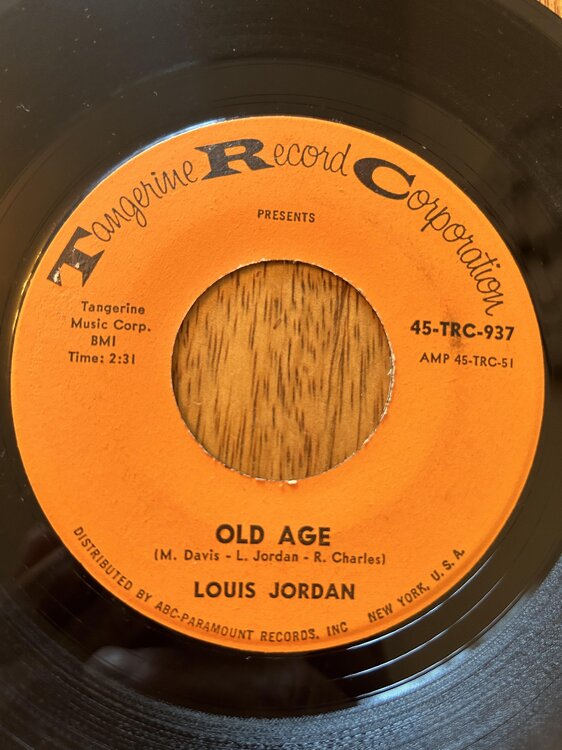 Tangerine Record Corporation
PRESENTS
Tangerine
Music Corp.
BMI
Time: 2:31
45-TRC-937
AMP 45-TRC-51
OLD AGE
(M. Davis - L. Jordan - R. Charles)
LOUIS JORDAN
DISTRIBUTED BY ABC-PARAMOUNT RECORDS, INC NEW YORK, U.S.A.